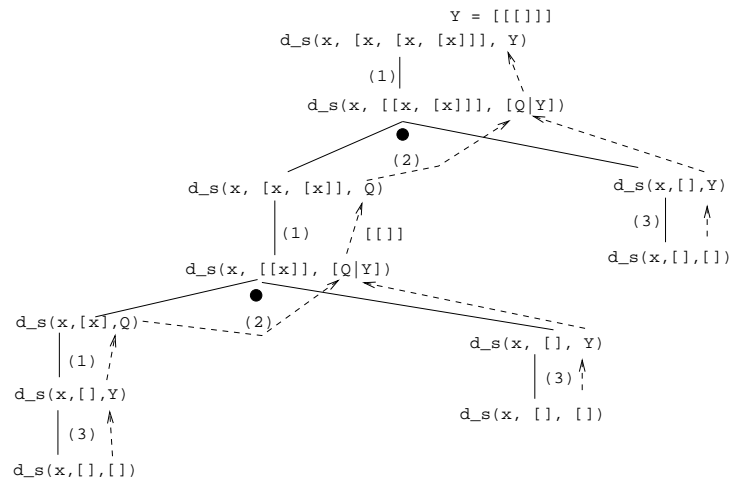 Y = [[[]]]
d_s(x, [x, [x, [x]]], Y)
(1)
d_s(x, [[x, [x]]], [Q|Y])
(2)
d_s(x, [x, [x]], Q)
d_s(x,[],Y)
(1)
[[]]
(3)
d_s(x,[],[])
d_s(x, [[x]], [Q|Y])
(2)
d_s(x,[x],Q)
d_s(x, [], Y)
(1)
(3)
d_s(x,[],Y)
d_s(x, [], [])
(3)
d_s(x,[],[])